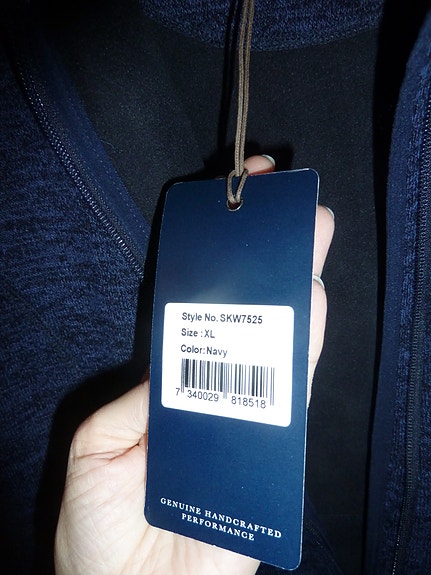 Style No. SKW7525
Size : XL
Color: Navy
7 340029 818518
GENUINE HANDCRAFTED
PERFORMANCE